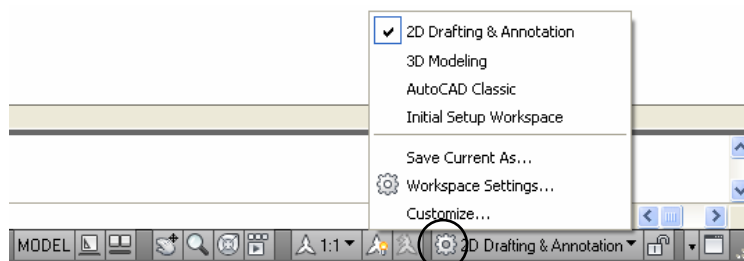 2D Drafting & Annotation
3D Modeling
AutoCAD Classic
Initial Setup Workspace
Save Current As...
Workspace Settings...
Customize...
MODEL 1:1 2D Drafting & Annotation